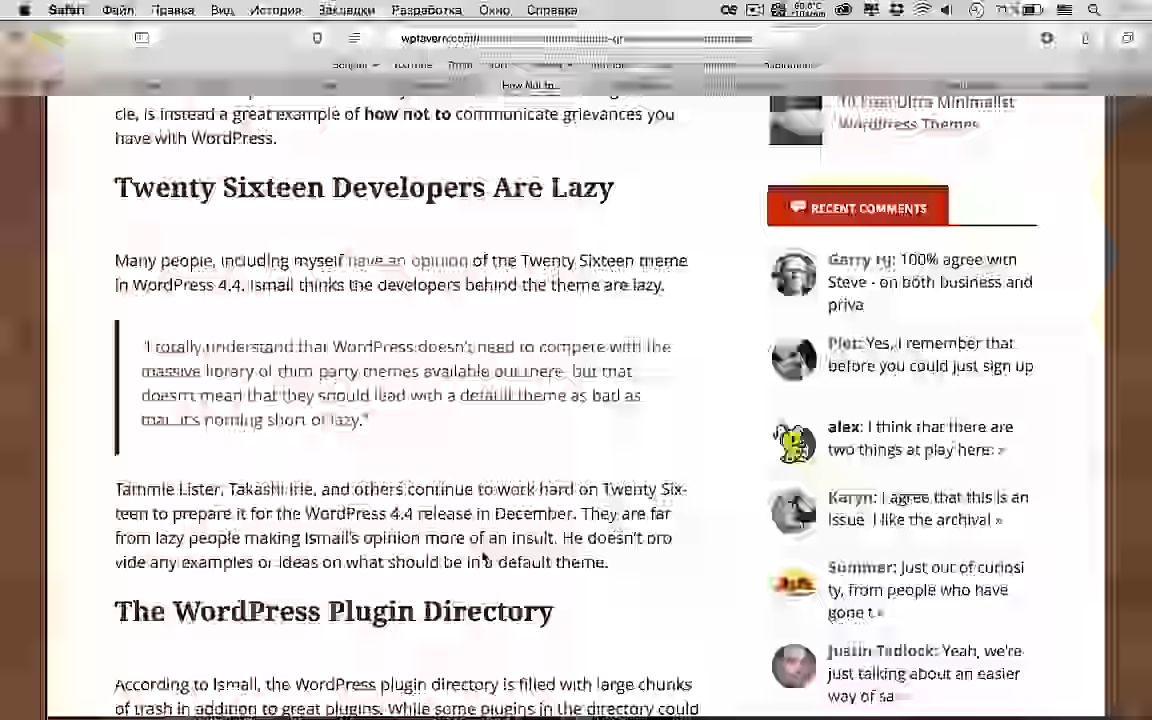 Safari Файл Правка Вид История Закладки Разработка Окно Справка
wptavern.com/
How Not to
cle, is instead a great example of how not to communicate grievances you
have with WordPress.
Twenty Sixteen Developers Are Lazy
Many people, including myself have an opinion of the Twenty Sixteen theme
in WordPress 4.4. Ismail thinks the developers behind the theme are lazy.
"I totally understand that WordPress doesn't need to compete with the
massive library of third party themes available out there, but that
doesn't mean that they should lead with a default theme as bad as
that. It's nothing short of lazy."
Tammie Lister, Takashi Irie, and others continue to work hard on Twenty Six-
teen to prepare it for the WordPress 4.4 release in December. They are far
from lazy people making Ismail's opinion more of an insult. He doesn't pro
vide any examples or ideas on what should be in a default theme.
The WordPress Plugin Directory
According to Ismail, the WordPress plugin directory is filled with large chunks
of trash in addition to great plugins. While some plugins in the directory could
10 Free Ultra Minimalist
WordPress Themes
RECENT COMMENTS
Garry: 100% agree with
Steve - on both business and
priva
Piet: Yes, I remember that
before you could just sign up
alex: I think that there are
two things at play here: »
Karyn: I agree that this is an
issue I like the archival »
Summer: Just out of curiosi
ty, from people who have
gone t »
Justin Tadlock: Yeah, we're
just talking about an easier
way of sa